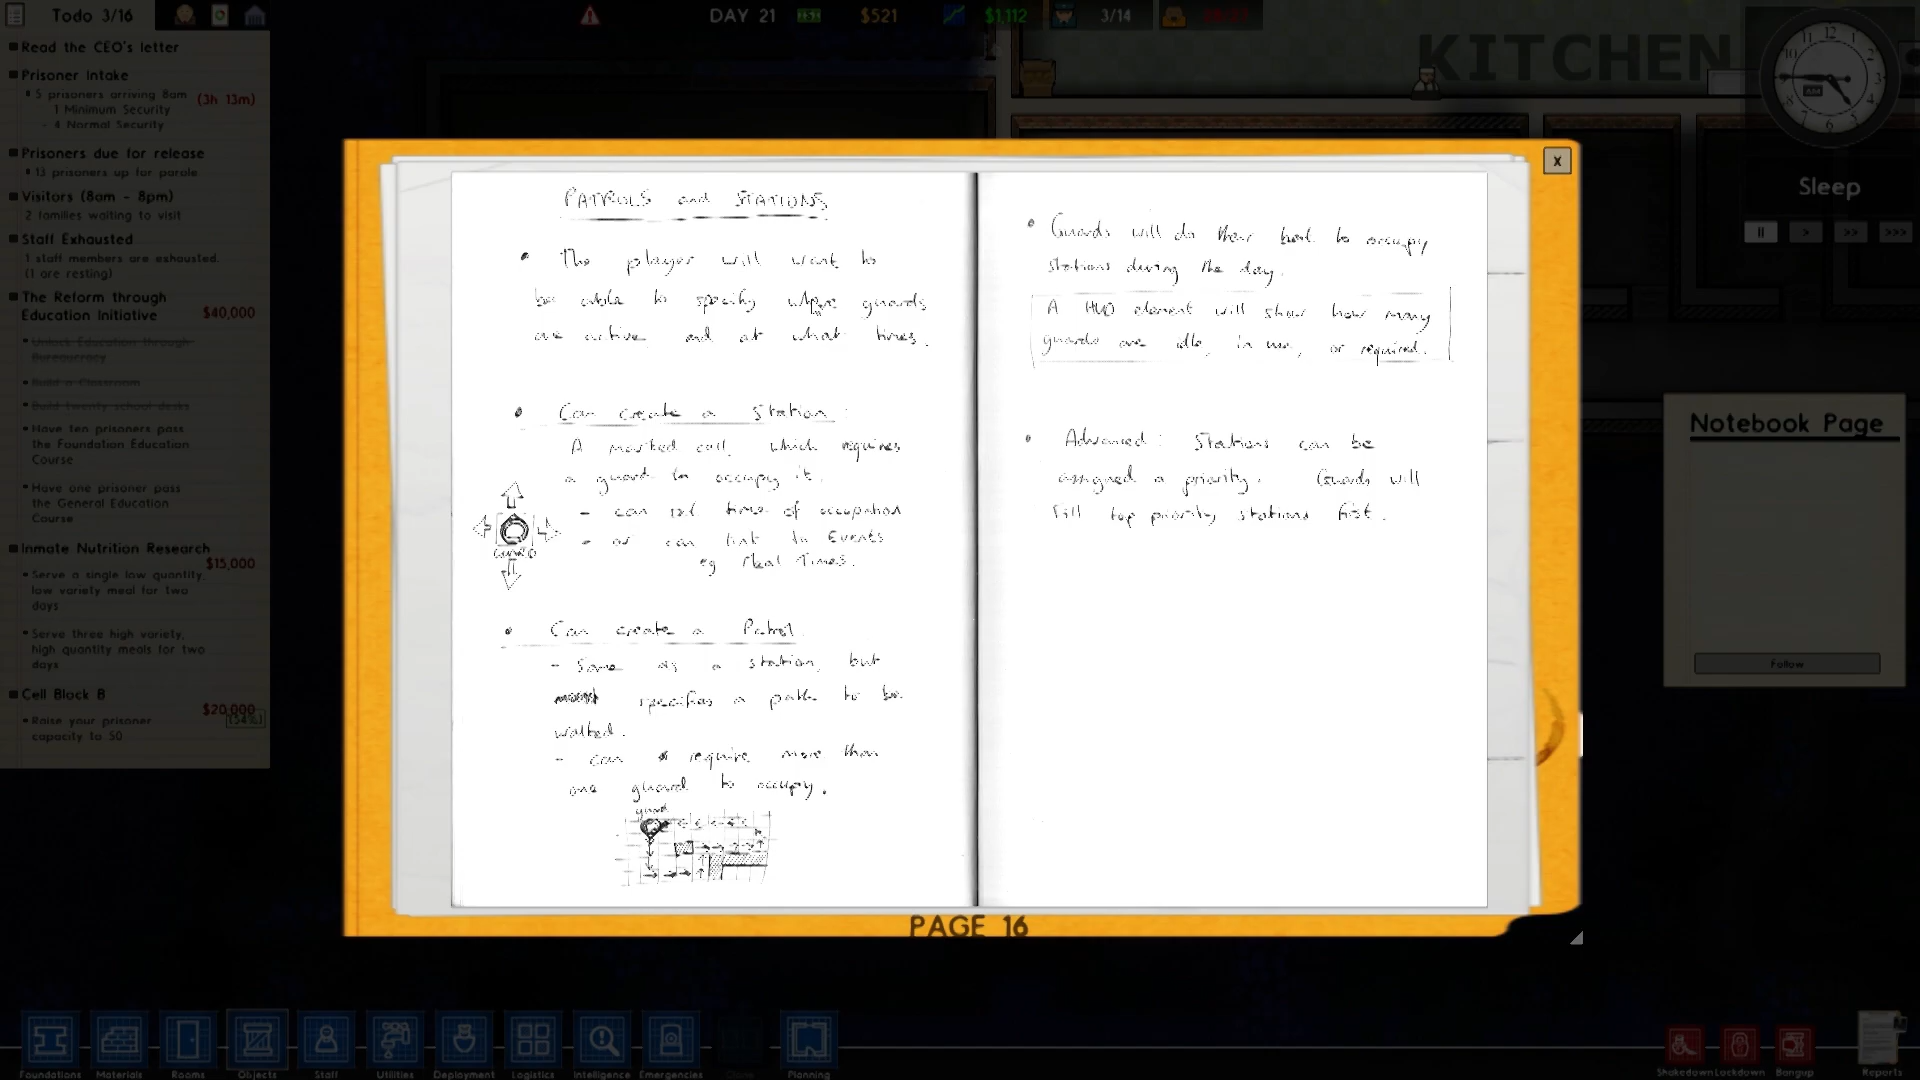 Todo 3/16
DAY 21
$521
$1,112
3/14
KITCHEN
Read the CEO's letter
Prisoner Intake
5 prisoners arriving 8am (3h 13m)
1 Minimum Security
- 4 Normal Security
Prisoners due for release
13 prisoners up for parole
Visitors (8am - 8pm)
2 families waiting to visit
Staff Exhausted
1 staff members are exhausted.
(1 are resting)
The Reform through
Education Initiative $40,000
Unlock Education through
Bureaucracy
Build a Classroom
Build twenty school desks
Have ten prisoners pass
the Foundation Education
Course
Have one prisoner pass
the General Education
Course
Inmate Nutrition Research
$15,000
Serve a single low quantity,
low variety meal for two
days
Serve three high variety,
high quantity meals for two
days
Cell Block B
$20,000
Raise your prisoner
capacity to 50
PATROLS and STATIONS
• The player will want to
be able to specify where guards
are active, and at what times.
• Can create a Station:
A marked cell, which requires
a guard to occupy it.
- can set time of occupation
- or can link to Events
eg Meal Times.
GUARD
• Can create a Patrol
- Same as a station, but
specifies a path to be
walked.
- can require more than
one guard to occupy.
guard
• Guards will do their best to occupy
stations during the day.
A HUD element will show how many
guards are idle, in use, or required.
• Advanced: Stations can be
assigned a priority. Guards will
fill top priority stations first.
PAGE 16
X
12
AM
Sleep
II > >> >>>
Notebook Page
Follow
Foundations Materials Rooms Objects Staff Utilities Deployment Logistics Intelligence Emergencies Planning
Shakedown Lockdown Bangup Reports